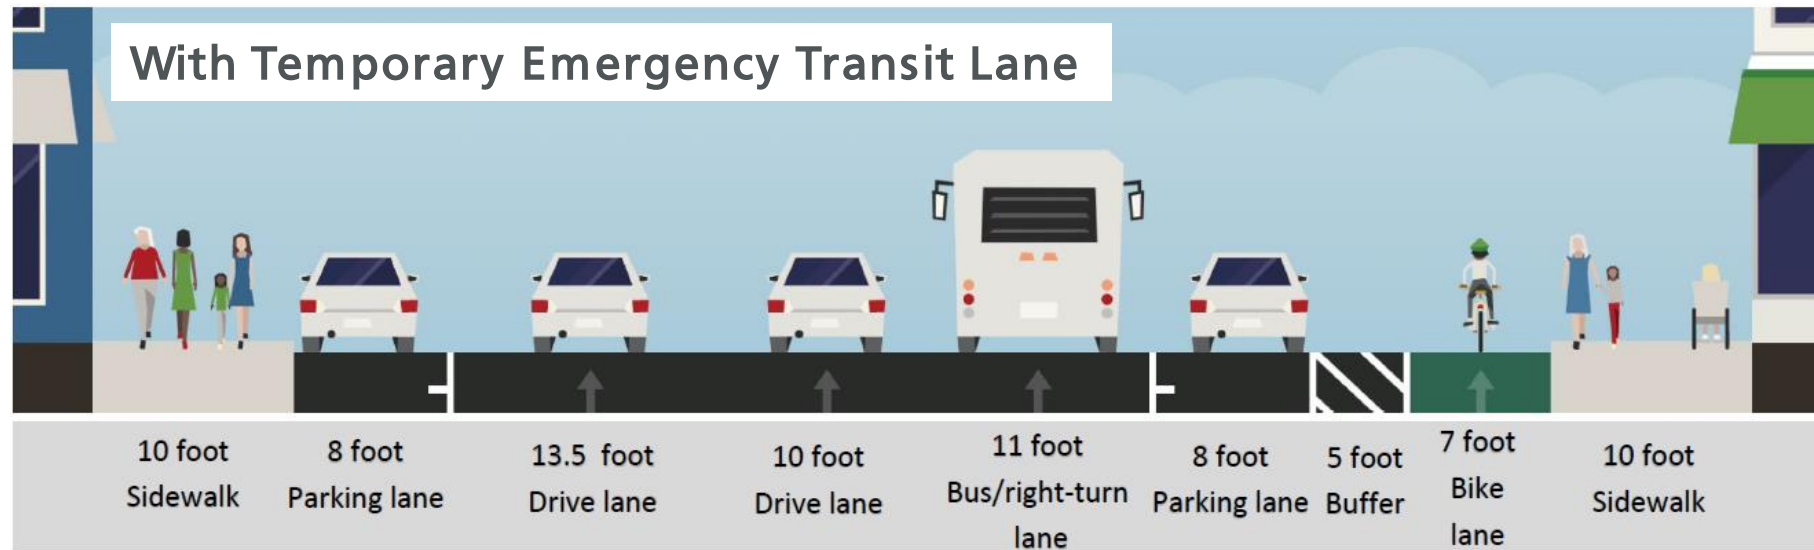 With Temporary Emergency Transit Lane
10 foot
Sidewalk
8 foot
Parking lane
13.5 foot
Drive lane
10 foot
Drive lane
11 foot
Bus/right-turn
lane
8 foot
Parking lane
5 foot
Buffer
7 foot
Bike
lane
10 foot
Sidewalk